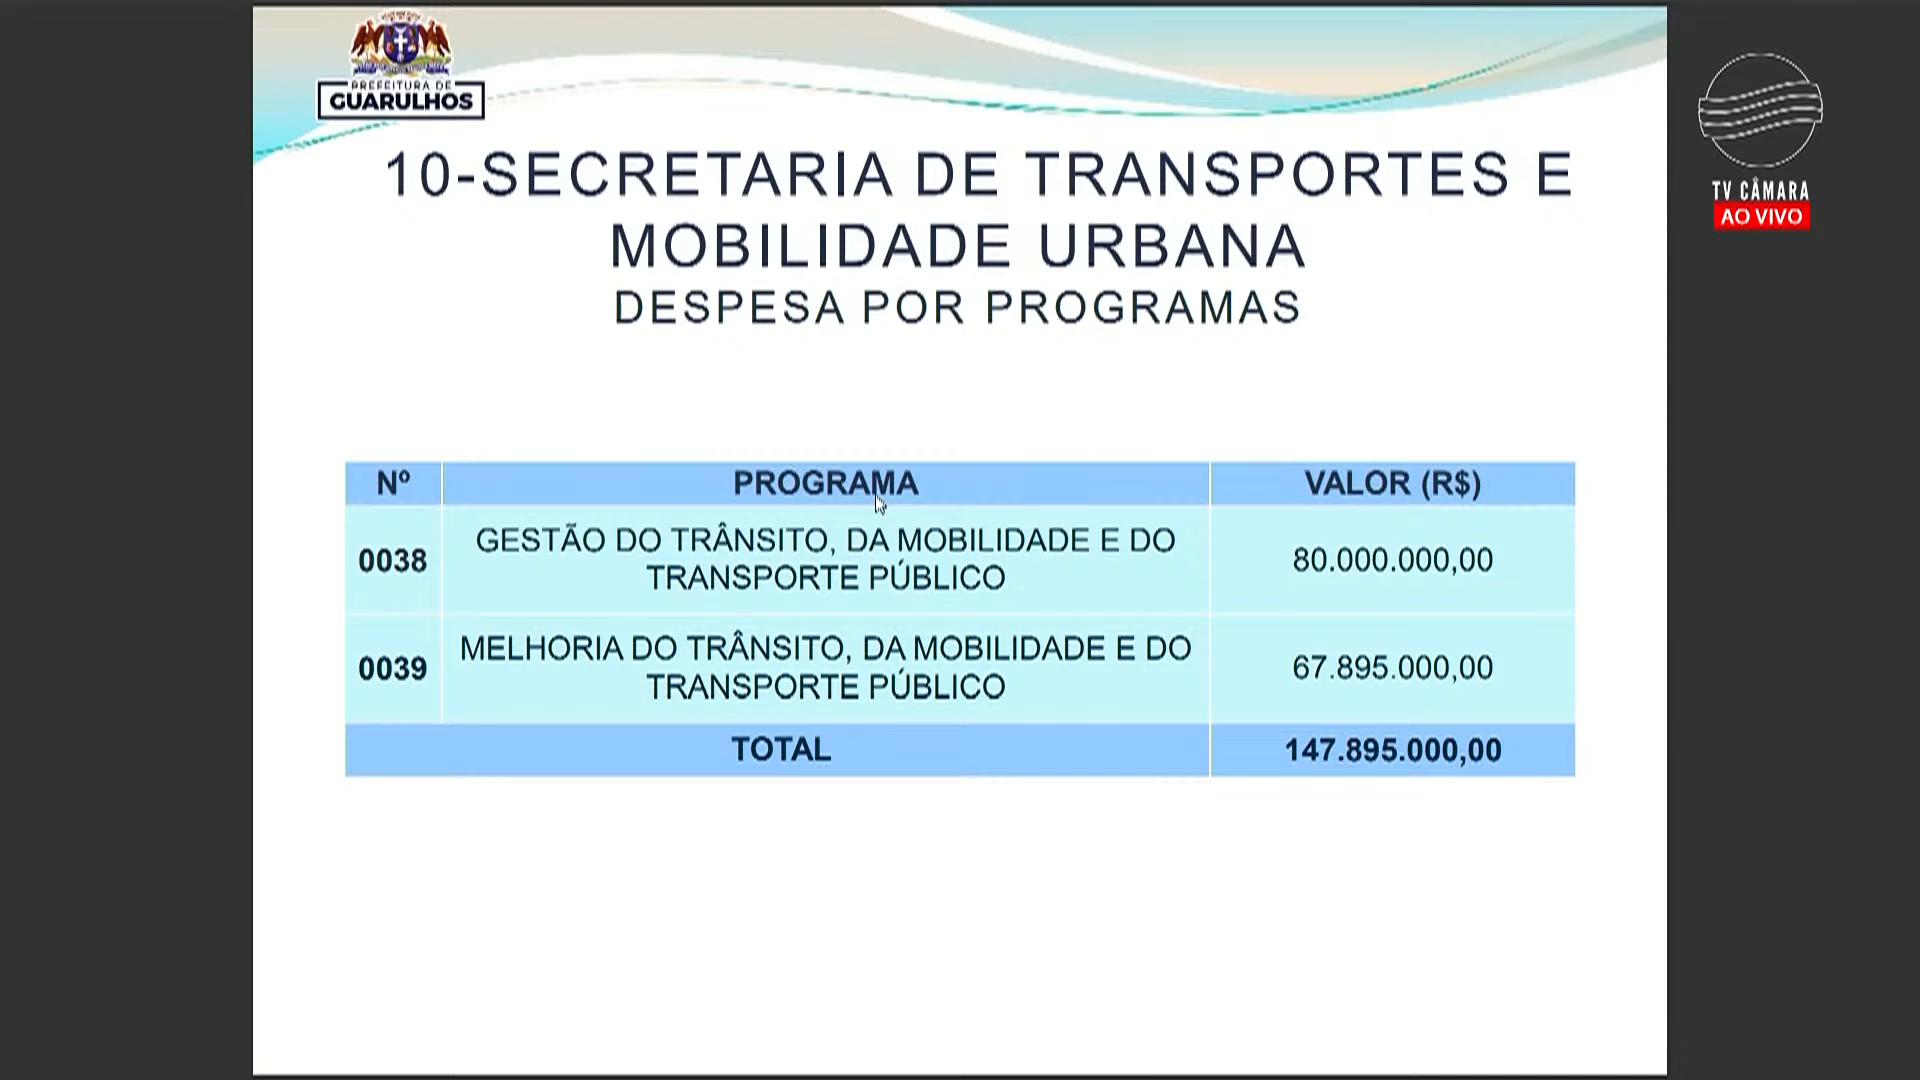 PREFEITURA DE
GUARULHOS
TV CÂMARA
AO VIVO
10-SECRETARIA DE TRANSPORTES E
MOBILIDADE URBANA
DESPESA POR PROGRAMAS
Nº PROGRAMA VALOR (R$)
0038 GESTÃO DO TRÂNSITO, DA MOBILIDADE E DO
TRANSPORTE PÚBLICO 80.000.000,00
0039 MELHORIA DO TRÂNSITO, DA MOBILIDADE E DO
TRANSPORTE PÚBLICO 67.895.000,00
TOTAL 147.895.000,00